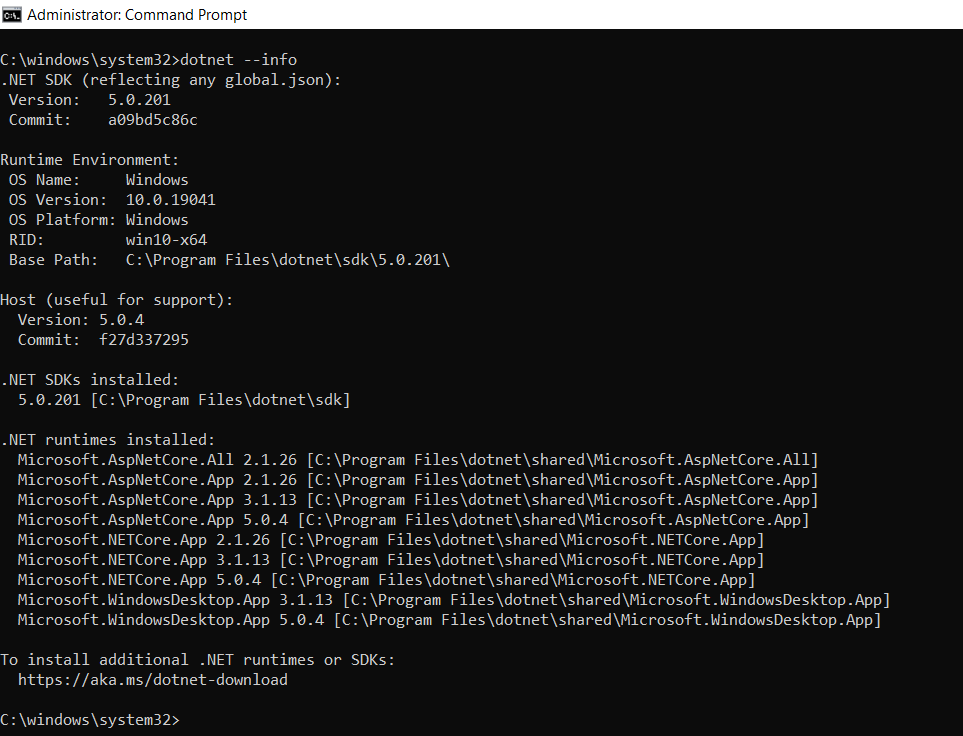 Administrator: Command Prompt
C:\windows\system32>dotnet --info
.NET SDK (reflecting any global.json):
Version: 5.0.201
Commit: a09bd5c86c
Runtime Environment:
OS Name: Windows
OS Version: 10.0.19041
OS Platform: Windows
RID: win10-x64
Base Path: C:\Program Files\dotnet\sdk\5.0.201\
Host (useful for support):
Version: 5.0.4
Commit: f27d337295
.NET SDKs installed:
5.0.201 [C:\Program Files\dotnet\sdk]
.NET runtimes installed:
Microsoft.AspNetCore.All 2.1.26 [C:\Program Files\dotnet\shared\Microsoft.AspNetCore.All]
Microsoft.AspNetCore.App 2.1.26 [C:\Program Files\dotnet\shared\Microsoft.AspNetCore.App]
Microsoft.AspNetCore.App 3.1.13 [C:\Program Files\dotnet\shared\Microsoft.AspNetCore.App]
Microsoft.AspNetCore.App 5.0.4 [C:\Program Files\dotnet\shared\Microsoft.AspNetCore.App]
Microsoft.NETCore.App 2.1.26 [C:\Program Files\dotnet\shared\Microsoft.NETCore.App]
Microsoft.NETCore.App 3.1.13 [C:\Program Files\dotnet\shared\Microsoft.NETCore.App]
Microsoft.NETCore.App 5.0.4 [C:\Program Files\dotnet\shared\Microsoft.NETCore.App]
Microsoft.WindowsDesktop.App 3.1.13 [C:\Program Files\dotnet\shared\Microsoft.WindowsDesktop.App]
Microsoft.WindowsDesktop.App 5.0.4 [C:\Program Files\dotnet\shared\Microsoft.WindowsDesktop.App]
To install additional .NET runtimes or SDKs:
https://aka.ms/dotnet-download
C:\windows\system32>